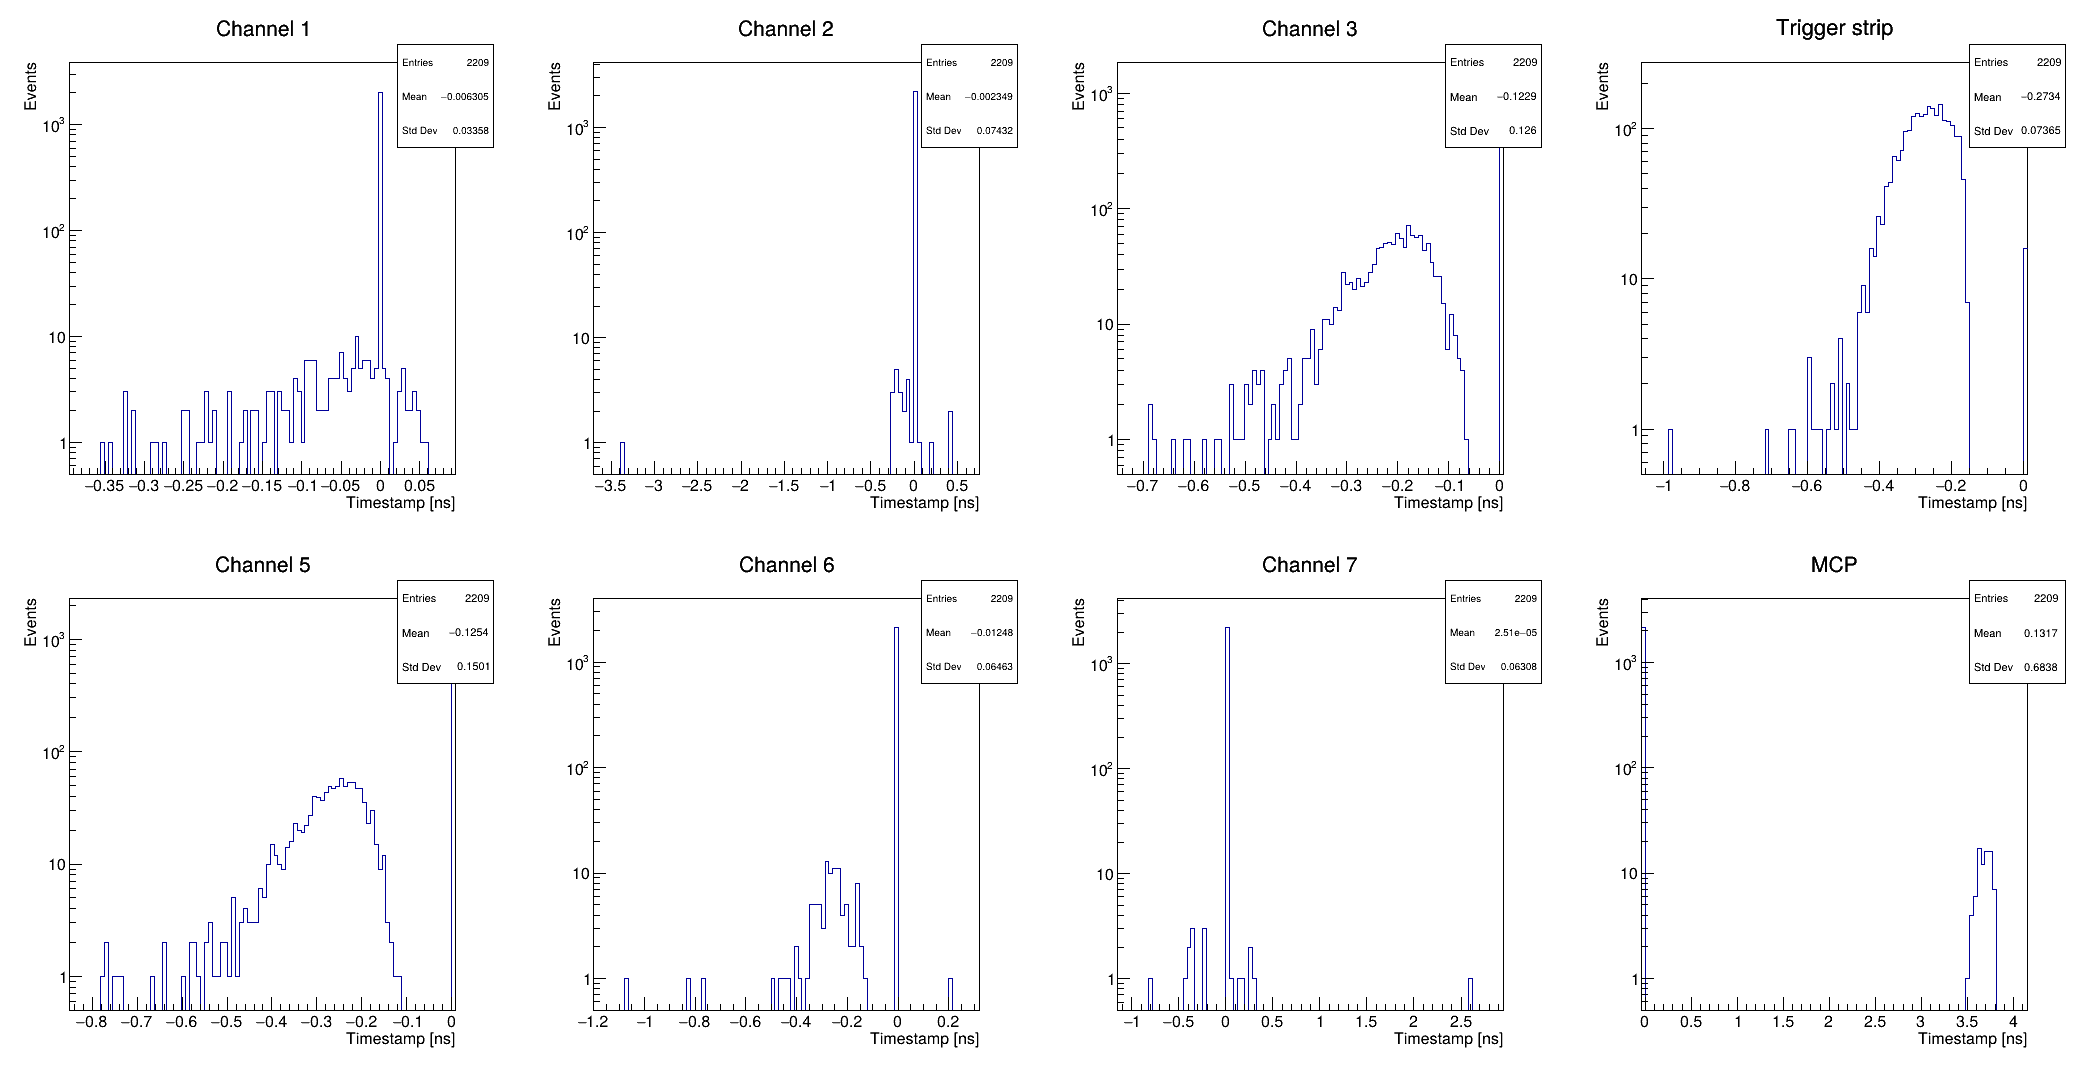 Channel 1
Events
Entries 2209
Mean −0.006305
Std Dev 0.03358
10³
10²
10
1
−0.35 −0.3 −0.25 −0.2 −0.15 −0.1 −0.05 0 0.05
Timestamp [ns]
Channel 2
Events
Entries 2209
Mean −0.002349
Std Dev 0.07432
10³
10²
10
1
−3.5 −3 −2.5 −2 −1.5 −1 −0.5 0 0.5
Timestamp [ns]
Channel 3
Events
Entries 2209
Mean −0.1229
Std Dev 0.126
10³
10²
10
1
−0.7 −0.6 −0.5 −0.4 −0.3 −0.2 −0.1 0
Timestamp [ns]
Trigger strip
Events
Entries 2209
Mean −0.2734
Std Dev 0.07365
10²
10
1
−1 −0.8 −0.6 −0.4 −0.2 0
Timestamp [ns]
Channel 5
Events
Entries 2209
Mean −0.1254
Std Dev 0.1501
10³
10²
10
1
−0.8 −0.7 −0.6 −0.5 −0.4 −0.3 −0.2 −0.1 0
Timestamp [ns]
Channel 6
Events
Entries 2209
Mean −0.01248
Std Dev 0.06463
10³
10²
10
1
−1.2 −1 −0.8 −0.6 −0.4 −0.2 0 0.2
Timestamp [ns]
Channel 7
Events
Entries 2209
Mean 2.51e−05
Std Dev 0.06308
10³
10²
10
1
−1 −0.5 0 0.5 1 1.5 2 2.5
Timestamp [ns]
MCP
Events
Entries 2209
Mean 0.1317
Std Dev 0.6838
10³
10²
10
1
0 0.5 1 1.5 2 2.5 3 3.5 4
Timestamp [ns]